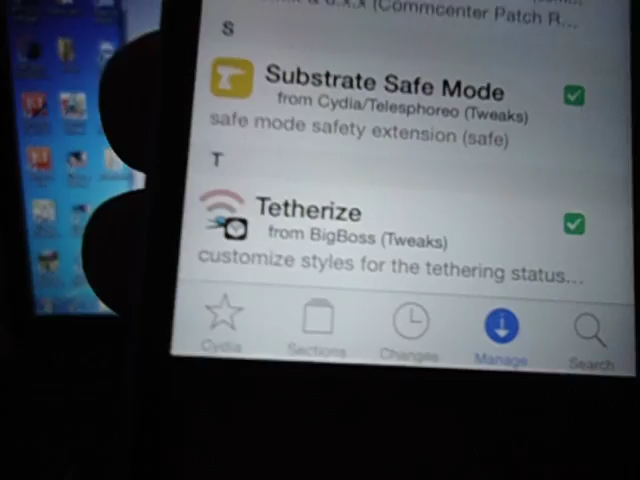 (Commcenter Patch R...
S
Substrate Safe Mode
from Cydia/Telesphoreo (Tweaks)
safe mode safety extension (safe)
T
Tetherize
from BigBoss (Tweaks)
customize styles for the tethering status...
Cydia Sections Changes Manage Search